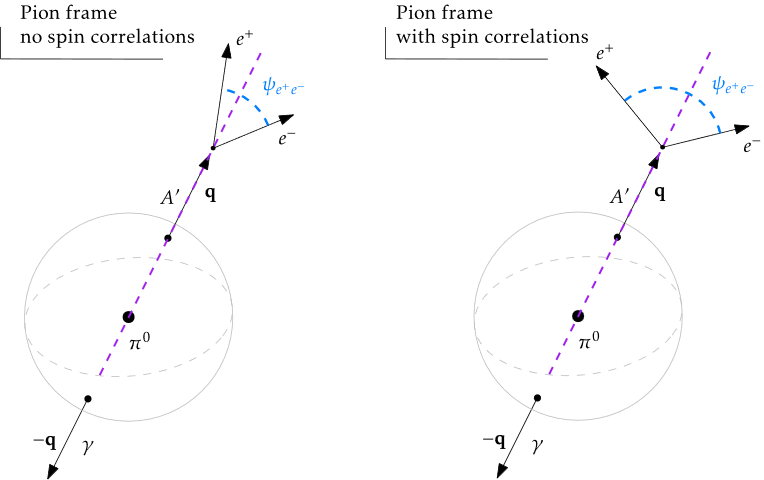 Pion frame
no spin correlations
e⁺
ψₑ⁺ₑ⁻
e⁻
A′
q
π⁰
−q
γ
Pion frame
with spin correlations
e⁺
ψₑ⁺ₑ⁻
e⁻
A′
q
π⁰
−q
γ